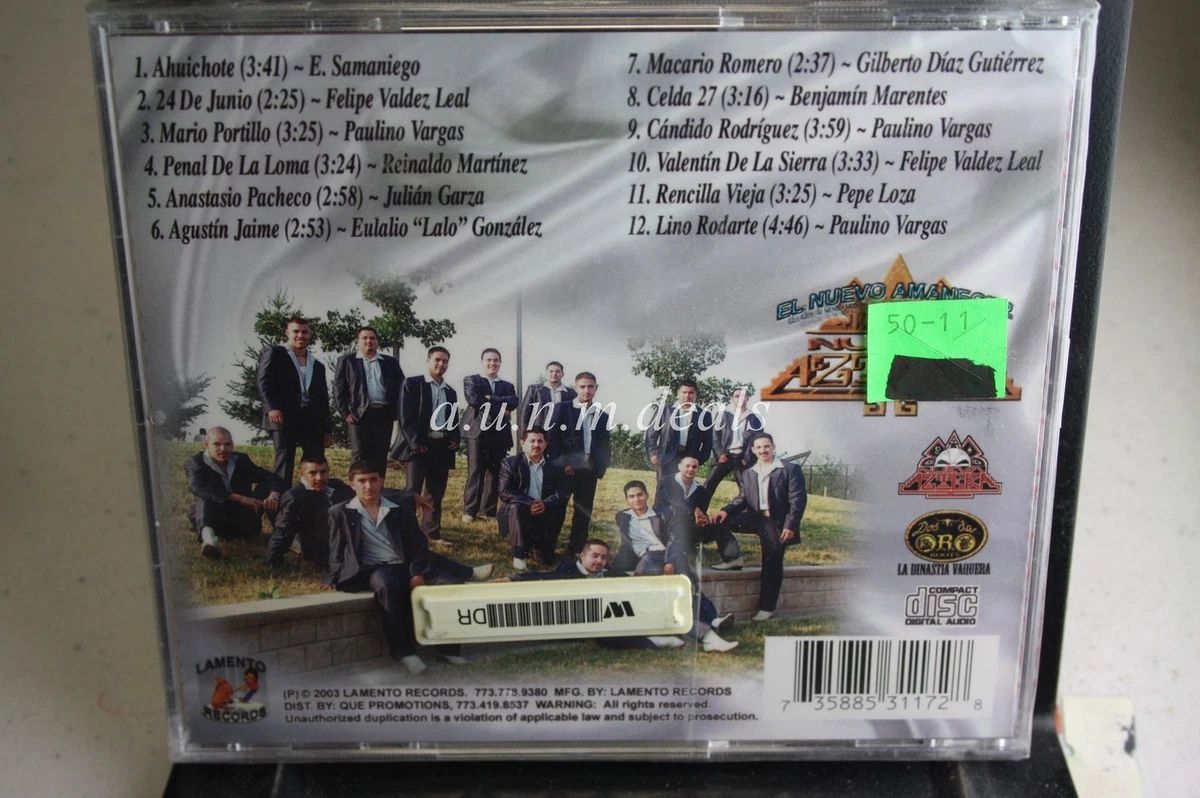 1. Ahuichote (3:41) ~ E. Samaniego
2. 24 De Junio (2:25) ~ Felipe Valdez Leal
3. Mario Portillo (3:25) ~ Paulino Vargas
4. Penal De La Loma (3:24) ~ Reinaldo Martínez
5. Anastasio Pacheco (2:58) ~ Julián Garza
6. Agustín Jaime (2:53) ~ Eulalio “Lalo” González
7. Macario Romero (2:37) ~ Gilberto Díaz Gutiérrez
8. Celda 27 (3:16) ~ Benjamín Marentes
9. Cándido Rodríguez (3:59) ~ Paulino Vargas
10. Valentín De La Sierra (3:33) ~ Felipe Valdez Leal
11. Rencilla Vieja (3:25) ~ Pepe Loza
12. Lino Rodarte (4:46) ~ Paulino Vargas
EL NUEVO
50-11
a.u.n.m.deals
ORO
BOOTS
LA DINASTIA VAQUERA
COMPACT
disc
DIGITAL AUDIO
DR
LAMENTO
RECORDS
(P) © 2003 LAMENTO RECORDS. 773.773.9380 MFG. BY: LAMENTO RECORDS
DIST. BY: QUE PROMOTIONS, 773.419.8537 WARNING: All rights reserved.
Unauthorized duplication is a violation of applicable law and subject to prosecution.
7 35885 31172 8